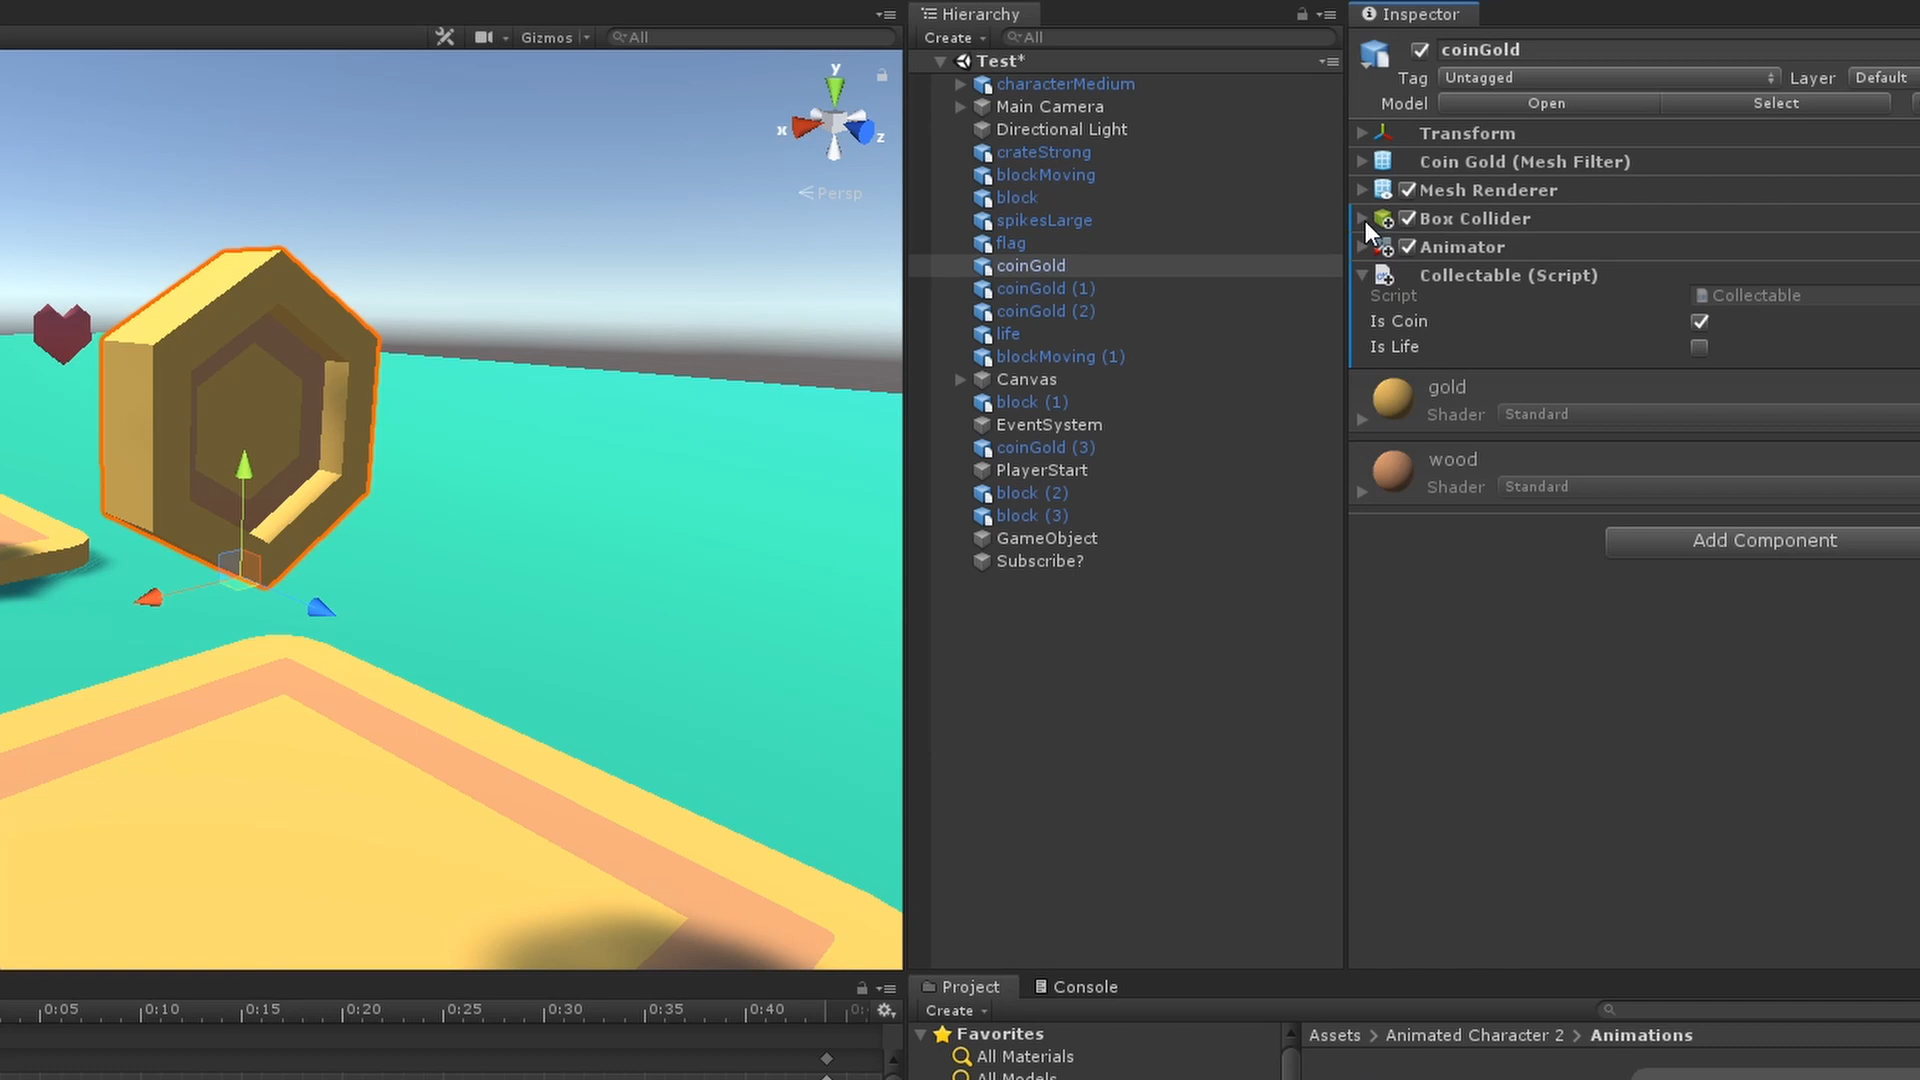 Gizmos
All
y
x
z
Persp
Hierarchy
Create
All
Test*
characterMedium
Main Camera
Directional Light
crateStrong
blockMoving
block
spikesLarge
flag
coinGold
coinGold (1)
coinGold (2)
life
blockMoving (1)
Canvas
block (1)
EventSystem
coinGold (3)
PlayerStart
block (2)
block (3)
GameObject
Subscribe?
Inspector
coinGold
Tag Untagged Layer Default
Model Open Select
Transform
Coin Gold (Mesh Filter)
Mesh Renderer
Box Collider
Animator
Collectable (Script)
Script Collectable
Is Coin
Is Life
gold
Shader Standard
wood
Shader Standard
Add Component
0:05 0:10 0:15 0:20 0:25 0:30 0:35 0:40
Project Console
Create
Favorites
All Materials
All Models
Assets > Animated Character 2 > Animations